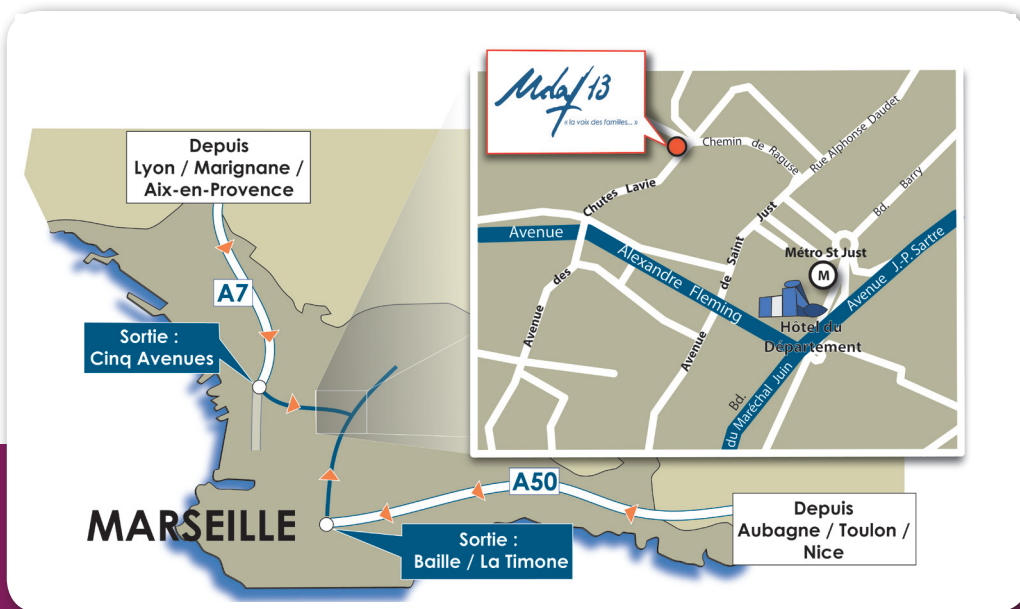 Udaf 13
« la voix des familles... »
Depuis
Lyon / Marignane /
Aix-en-Provence
A7
Sortie :
Cinq Avenues
MARSEILLE
A50
Sortie :
Baille / La Timone
Depuis
Aubagne / Toulon /
Nice
Chemin de Raguse
Rue Alphonse Daudet
Bd. Barry
Avenue des Chutes Lavie
Avenue Alexandre Fleming
Avenue de Saint Just
Métro St Just
M
Avenue J.-P. Sartre
Hôtel du
Département
Bd.
du Maréchal Juin